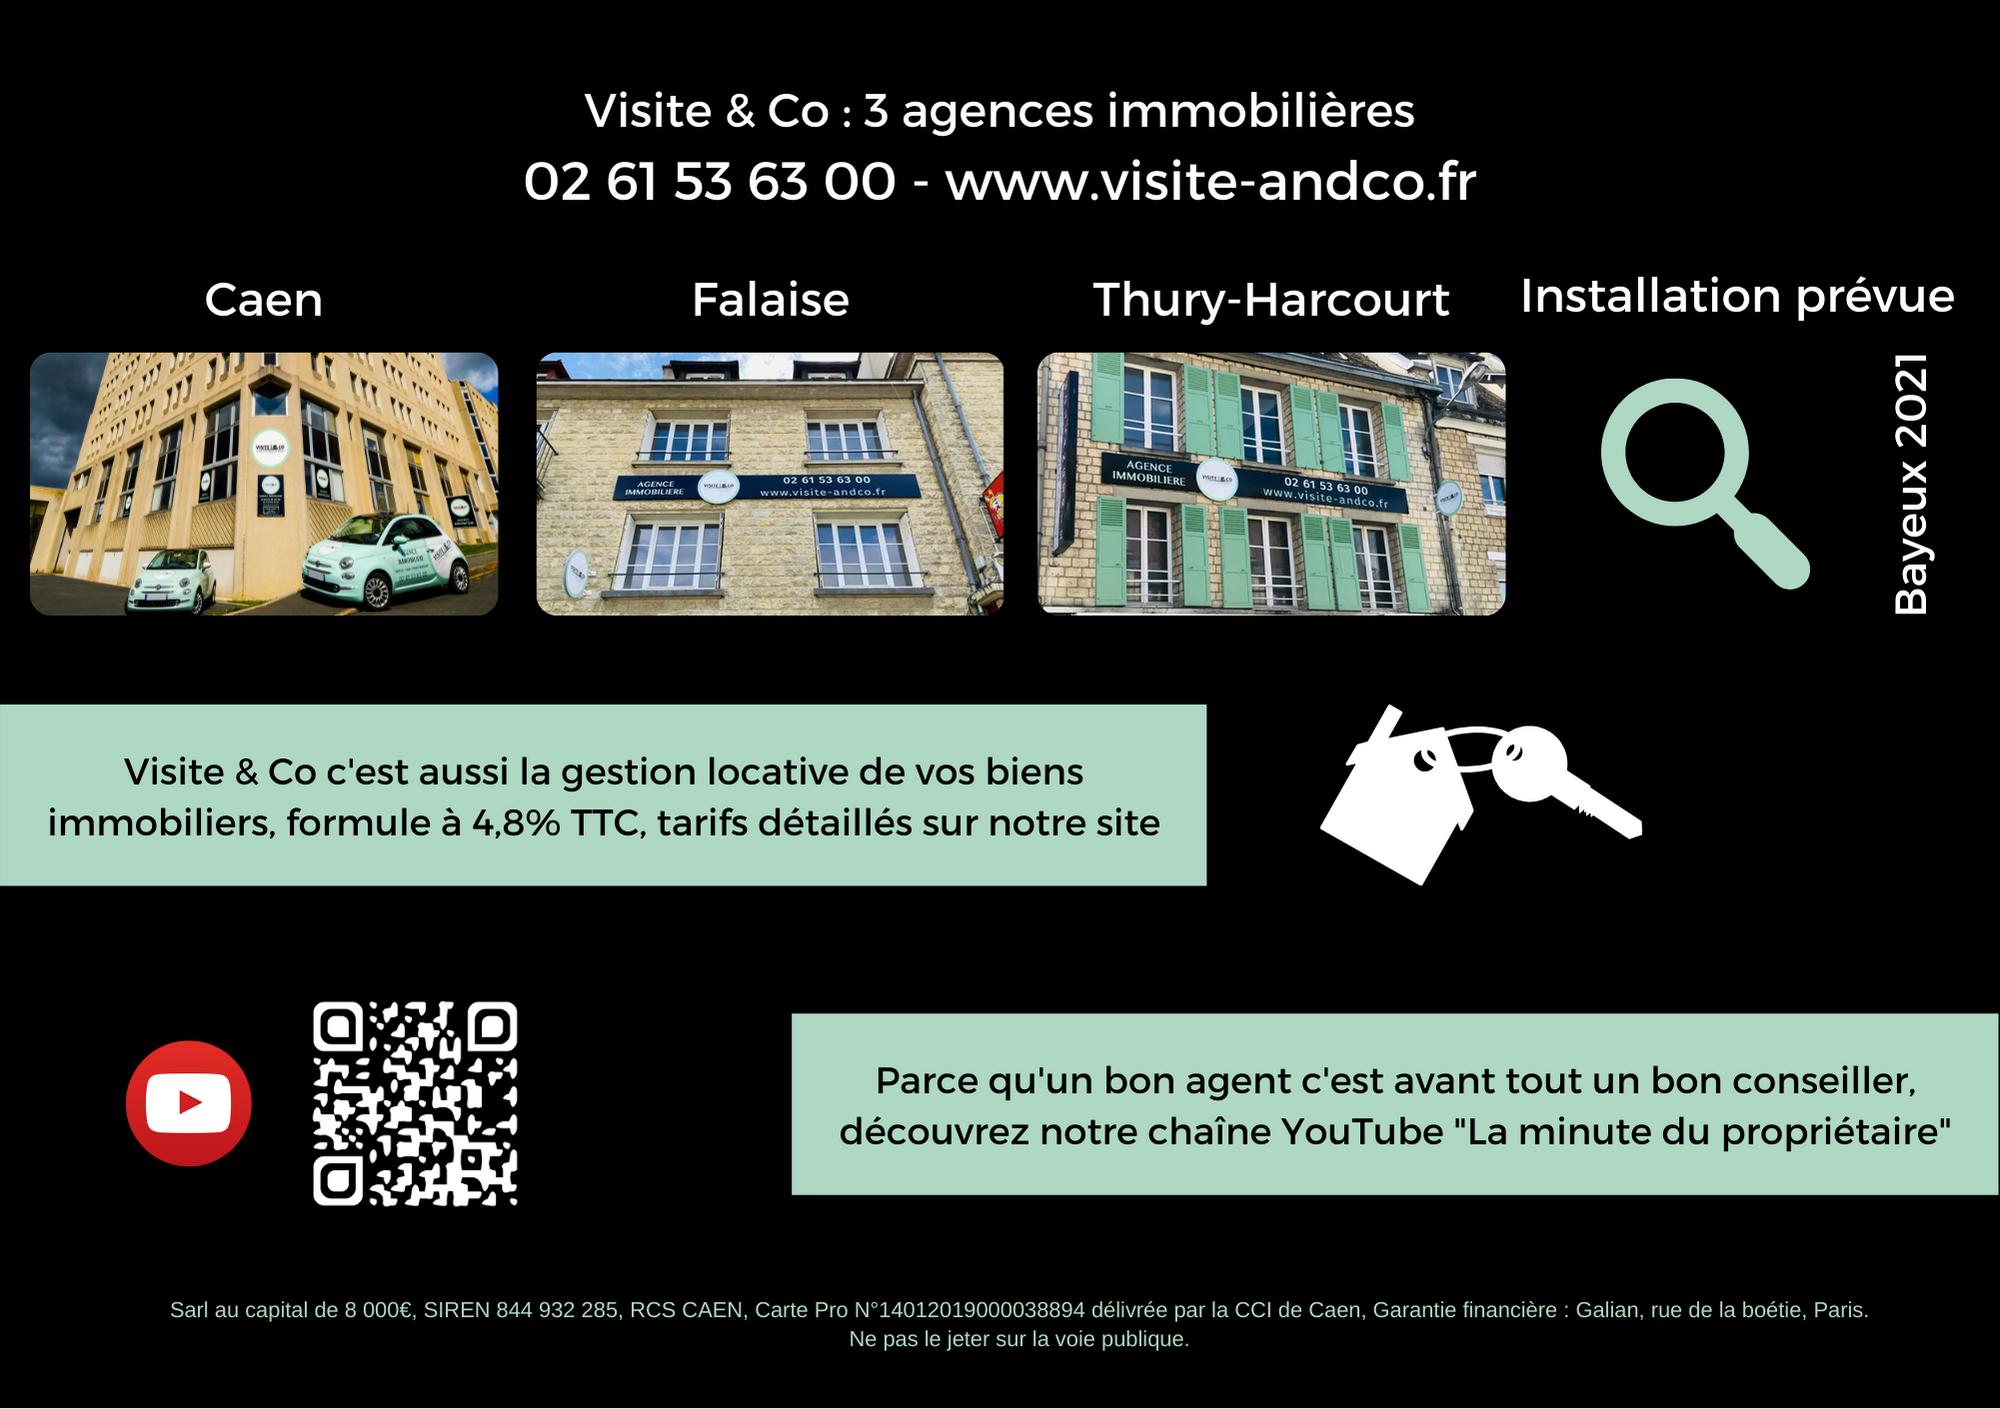 Visite & Co : 3 agences immobilières
02 61 53 63 00 - www.visite-andco.fr
Caen
Falaise
Thury-Harcourt
Installation prévue
VISITE & CO
AGENCE
IMMOBILIERE
VISITE & CO
02 61 53 63 00
www.visite-andco.fr
AGENCE
IMMOBILIERE
VISITE & CO
02 61 53 63 00
www.visite-andco.fr
Bayeux 2021
Visite & Co c'est aussi la gestion locative de vos biens
immobiliers, formule à 4,8% TTC, tarifs détaillés sur notre site
Parce qu'un bon agent c'est avant tout un bon conseiller,
découvrez notre chaîne YouTube "La minute du propriétaire"
Sarl au capital de 8 000€, SIREN 844 932 285, RCS CAEN, Carte Pro N°14012019000038894 délivrée par la CCI de Caen, Garantie financière : Galian, rue de la boétie, Paris.
Ne pas le jeter sur la voie publique.